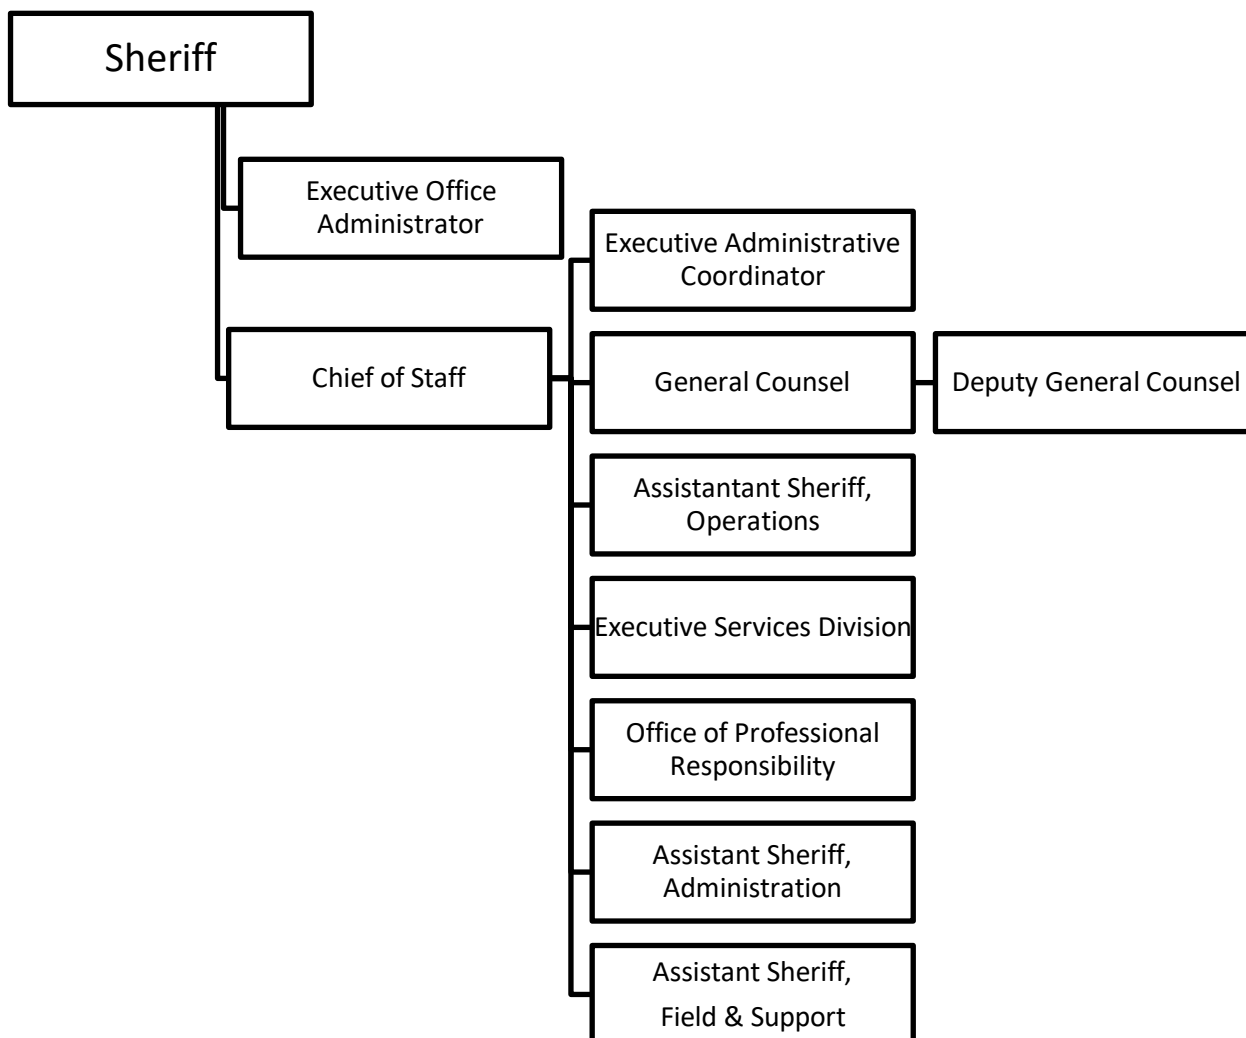 Sheriff
Executive Office
Administrator
Executive Administrative
Coordinator
Chief of Staff
General Counsel
Deputy General Counsel
Assistantant Sheriff,
Operations
Executive Services Division
Office of Professional
Responsibility
Assistant Sheriff,
Administration
Assistant Sheriff,
Field & Support